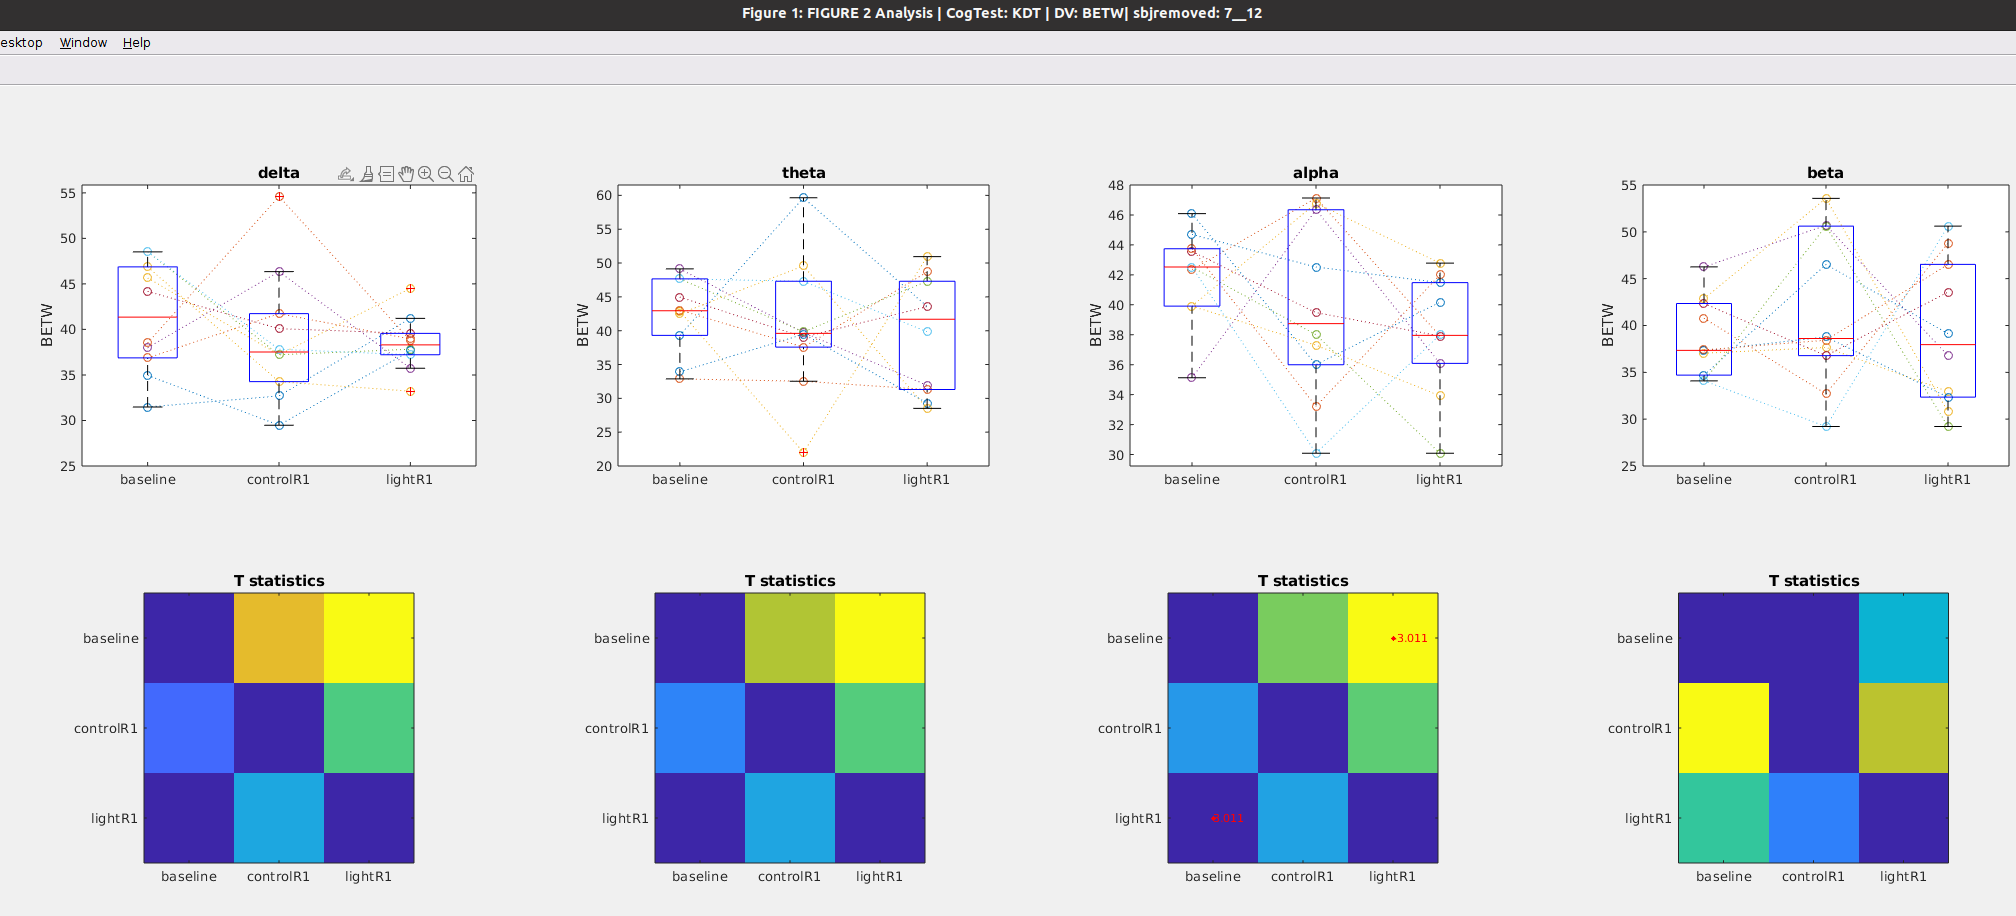 Figure 1: FIGURE 2 Analysis | CogTest: KDT | DV: BETW| sbjremoved: 7__12
esktop Window Help
delta
BETW
55
50
45
40
35
30
25
baseline controlR1 lightR1
theta
BETW
60
55
50
45
40
35
30
25
20
baseline controlR1 lightR1
alpha
BETW
48
46
44
42
40
38
36
34
32
30
baseline controlR1 lightR1
beta
BETW
55
50
45
40
35
30
25
baseline controlR1 lightR1
T statistics
baseline
controlR1
lightR1
baseline controlR1 lightR1
T statistics
baseline
controlR1
lightR1
baseline controlR1 lightR1
T statistics
baseline
3.011
controlR1
lightR1
baseline controlR1 lightR1
T statistics
baseline
controlR1
lightR1
baseline controlR1 lightR1